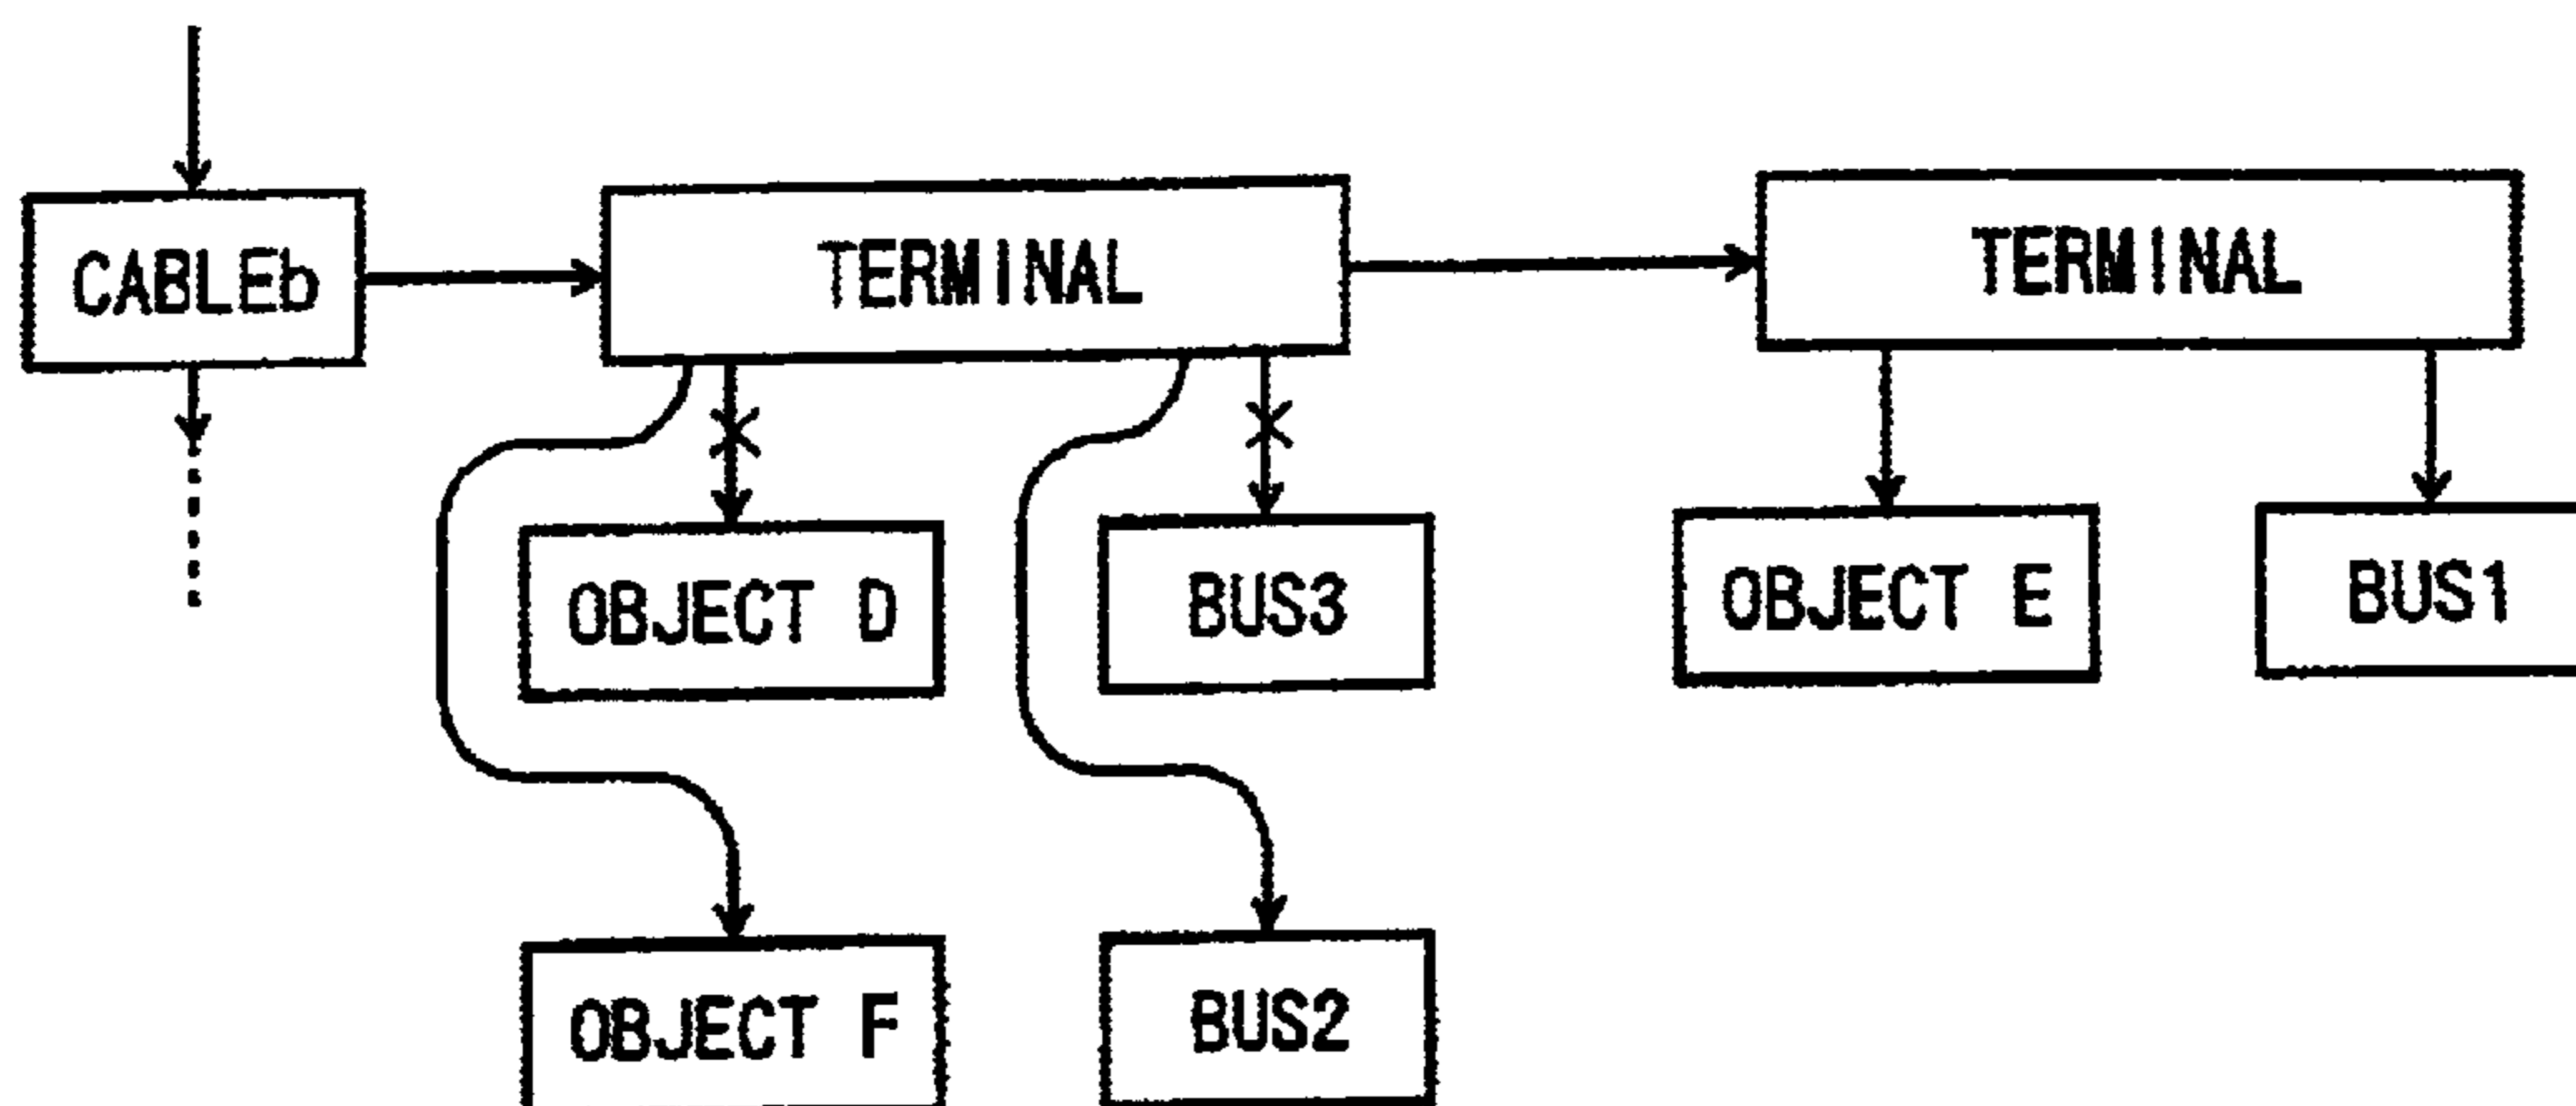 CABLEb
TERMINAL
TERMINAL
OBJECT D
BUS3
OBJECT E
BUS1
OBJECT F
BUS2